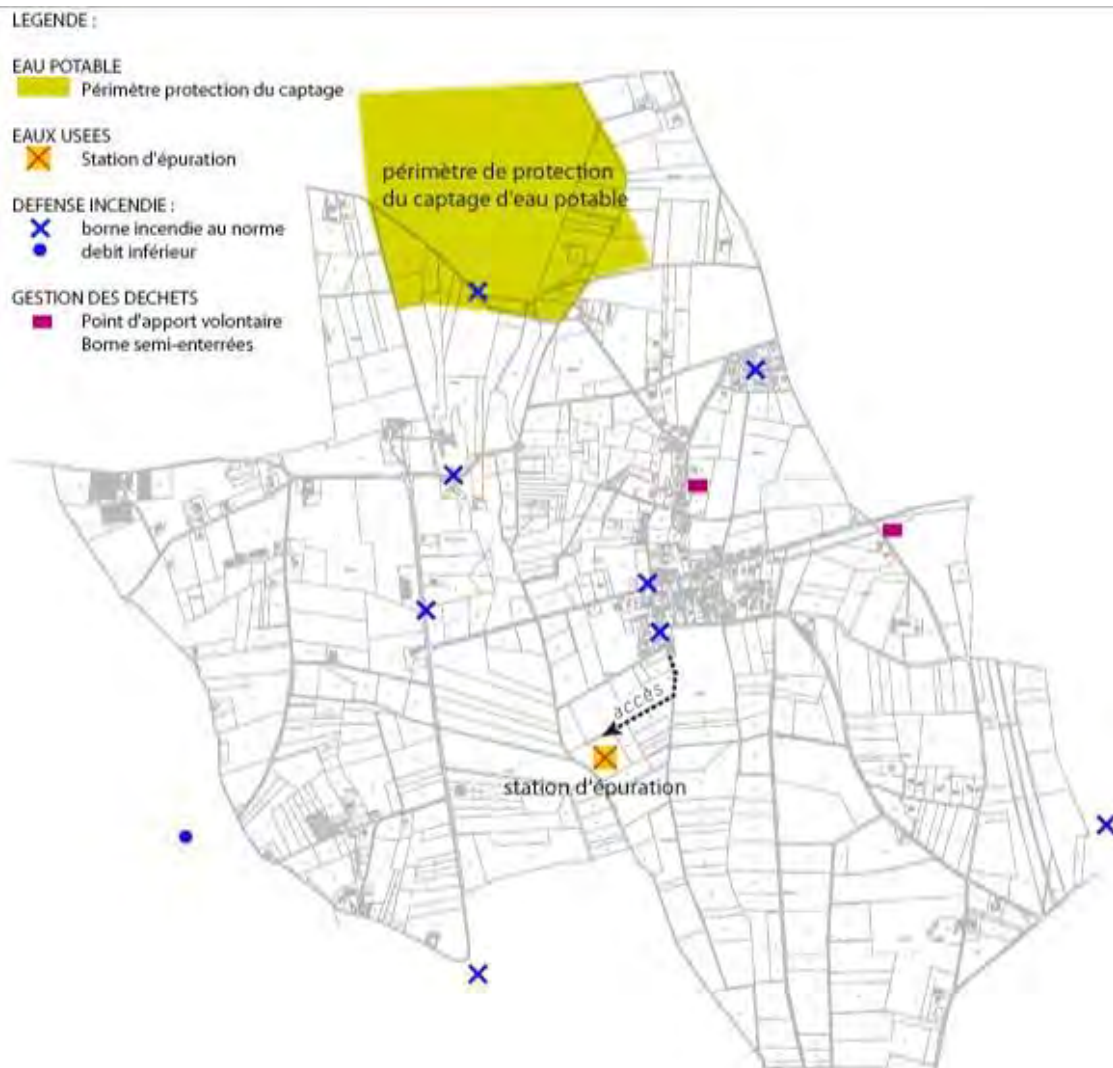 LEGENDE :
EAU POTABLE
Périmètre protection du captage
EAUX USEES
Station d'épuration
DEFENSE INCENDIE :
borne incendie au norme
debit inférieur
GESTION DES DECHETS
Point d'apport volontaire
Borne semi-enterrées
périmètre de protection
du captage d'eau potable
accès
station d'épuration